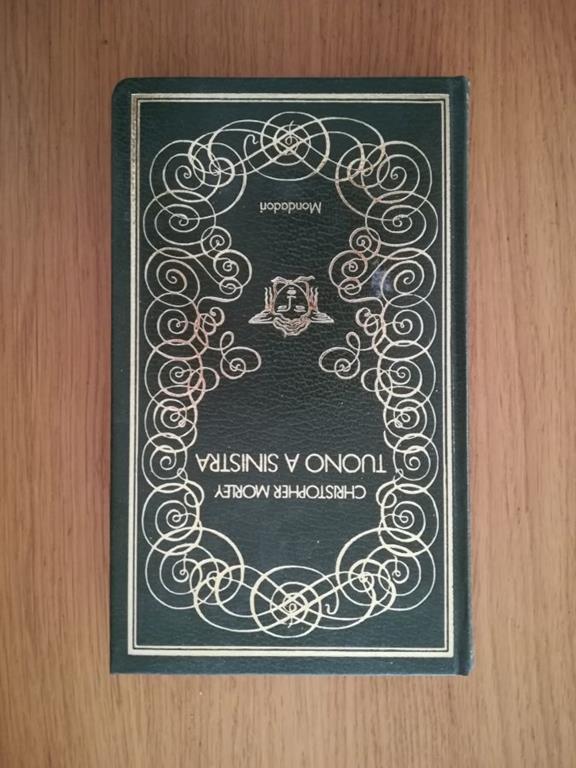 CHRISTOPHER MORLEY
TUONO A SINISTRA
Mondadori